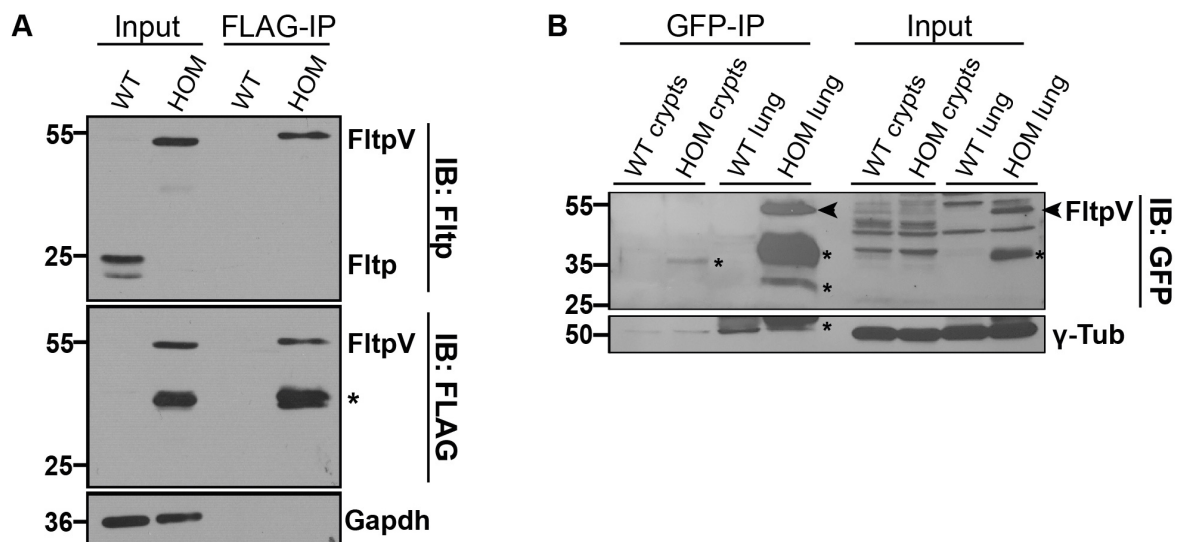 A
Input FLAG-IP
WT HOM WT HOM
55 FltpV
25 Fltp
IB: Fltp
55 FltpV
*
25
IB: FLAG
36 Gapdh
B
GFP-IP Input
WT crypts HOM crypts WT lung HOM lung WT crypts HOM crypts WT lung HOM lung
55 FltpV
35 * * *
*
25
IB: GFP
50 * γ-Tub